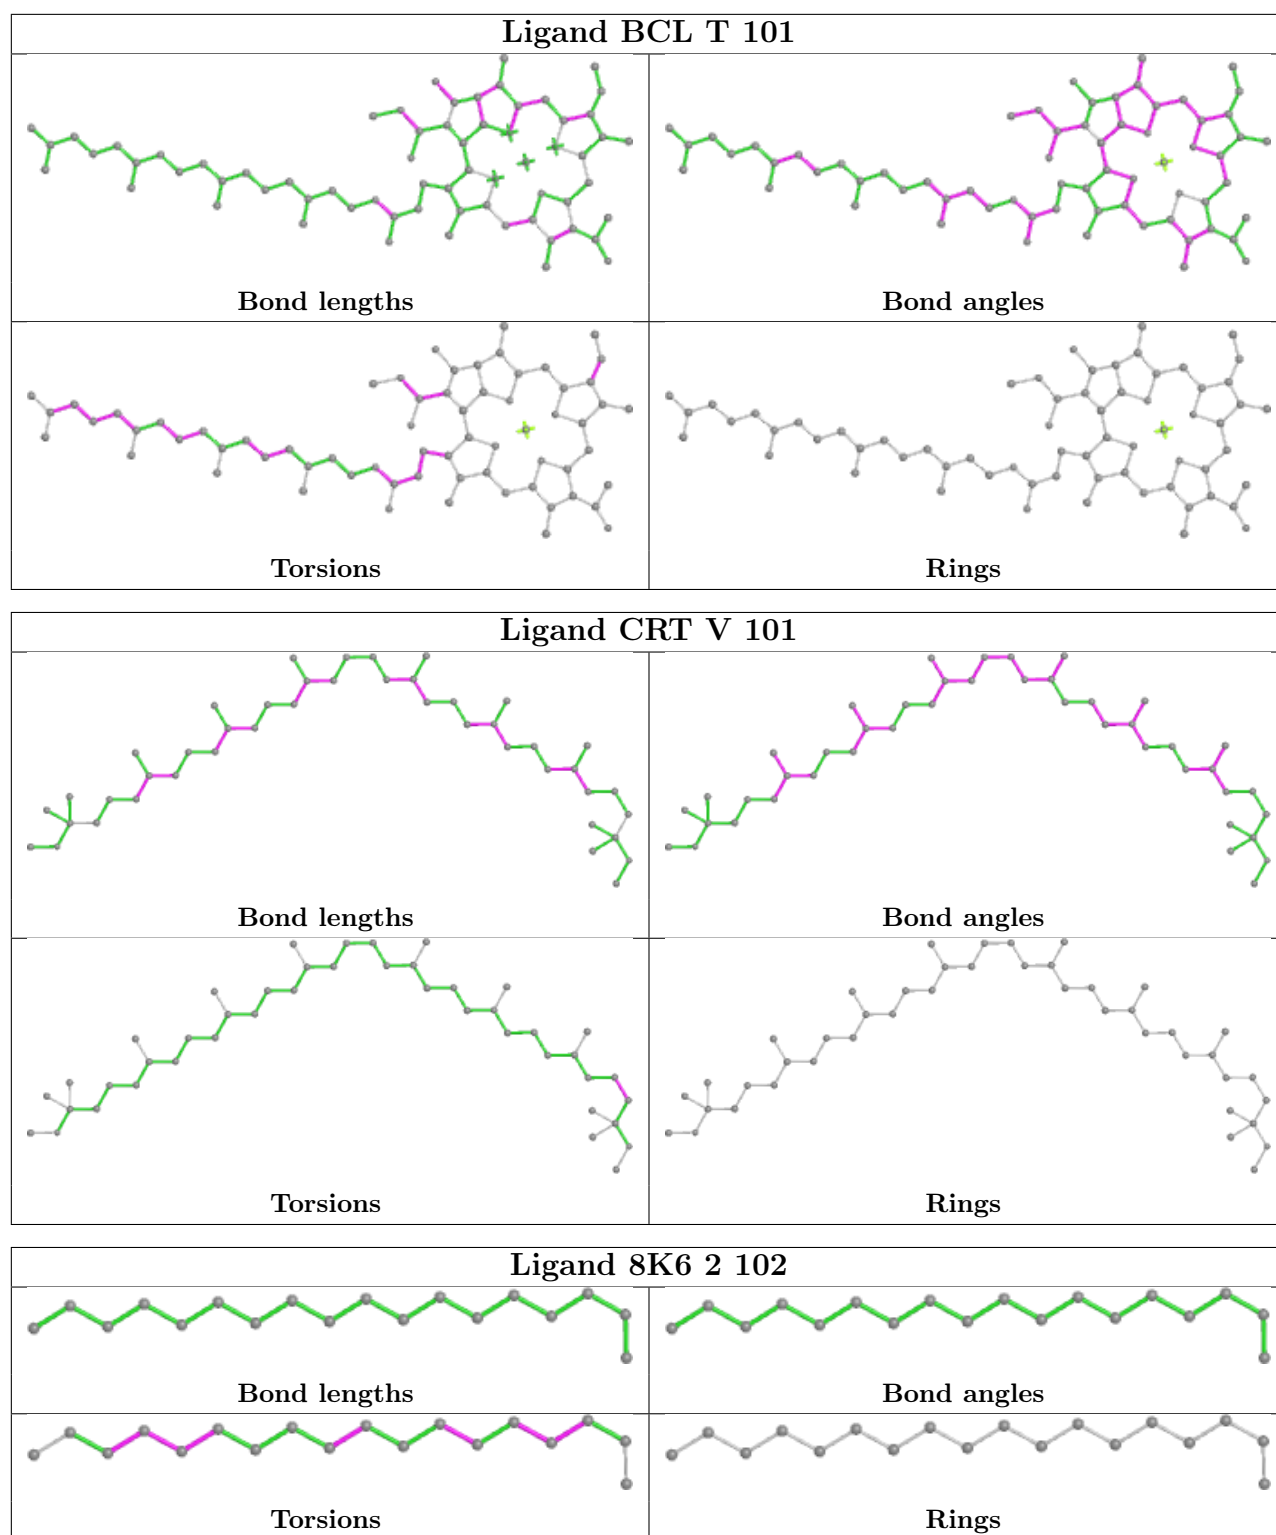 Ligand BCL T 101
Bond lengths
Bond angles
Torsions
Rings
Ligand CRT V 101
Bond lengths
Bond angles
Torsions
Rings
Ligand 8K6 2 102
Bond lengths
Bond angles
Torsions
Rings